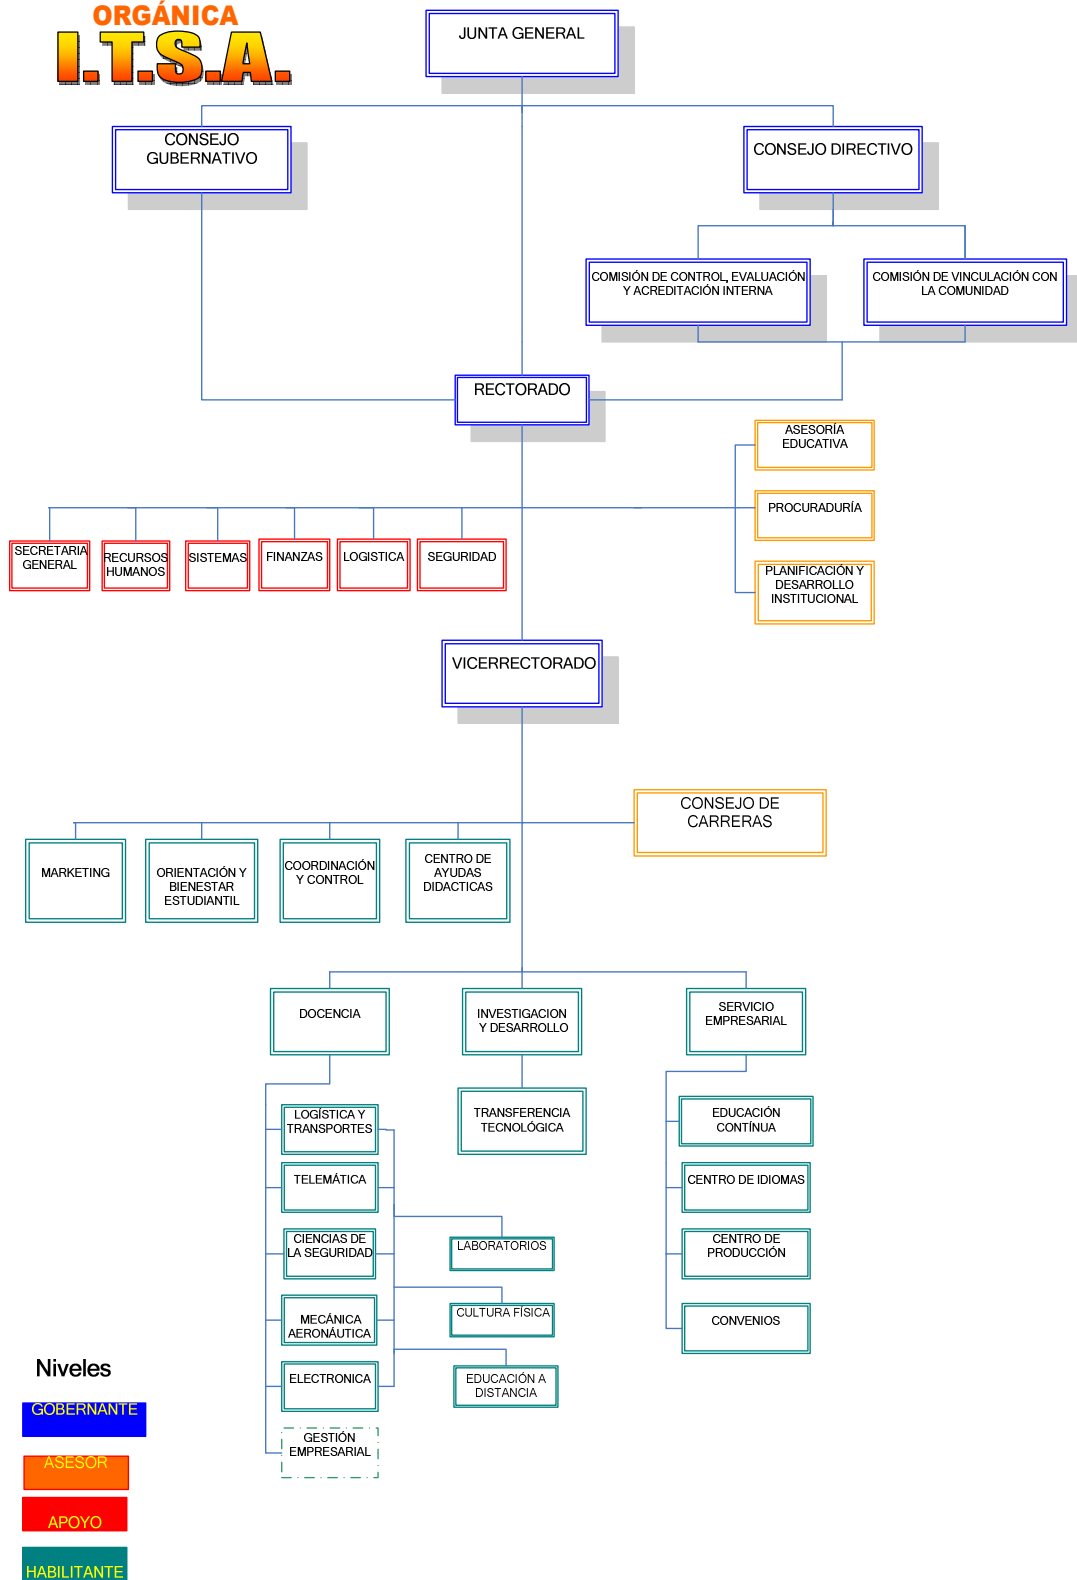 ORGÁNICA
I.T.S.A.
JUNTA GENERAL
CONSEJO
GUBERNATIVO
CONSEJO DIRECTIVO
COMISIÓN DE CONTROL, EVALUACIÓN
Y ACREDITACIÓN INTERNA
COMISIÓN DE VINCULACIÓN CON
LA COMUNIDAD
RECTORADO
ASESORÍA
EDUCATIVA
PROCURADURÍA
PLANIFICACIÓN Y
DESARROLLO
INSTITUCIONAL
SECRETARIA
GENERAL
RECURSOS
HUMANOS
SISTEMAS
FINANZAS
LOGISTICA
SEGURIDAD
VICERRECTORADO
CONSEJO DE
CARRERAS
MARKETING
ORIENTACIÓN Y
BIENESTAR
ESTUDIANTIL
COORDINACIÓN
Y CONTROL
CENTRO DE
AYUDAS
DIDACTICAS
DOCENCIA
INVESTIGACION
Y DESARROLLO
SERVICIO
EMPRESARIAL
LOGÍSTICA Y
TRANSPORTES
TELEMÁTICA
CIENCIAS DE
LA SEGURIDAD
MECÁNICA
AERONÁUTICA
ELECTRONICA
GESTIÓN
EMPRESARIAL
TRANSFERENCIA
TECNOLÓGICA
LABORATORIOS
CULTURA FÍSICA
EDUCACIÓN A
DISTANCIA
EDUCACIÓN
CONTÍNUA
CENTRO DE IDIOMAS
CENTRO DE
PRODUCCIÓN
CONVENIOS
Niveles
GOBERNANTE
ASESOR
APOYO
HABILITANTE